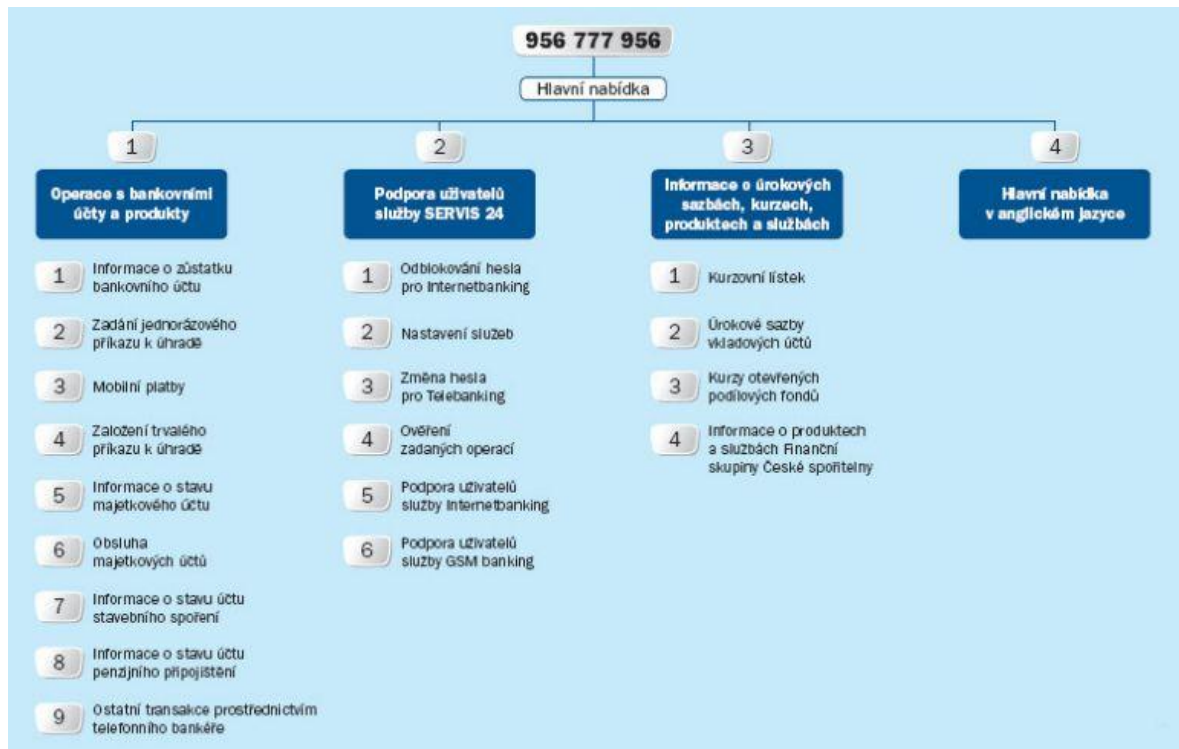 956 777 956
Hlavní nabídka
1
Operace s bankovními
účty a produkty
1
Informace o zůstatku
bankovního účtu
2
Zadání jednorázového
příkazu k úhradě
3
Mobilní platby
4
Založení trvalého
příkazu k úhradě
5
Informace o stavu
majetkového účtu
6
Obsluha
majetkových účtů
7
Informace o stavu účtu
stavebního spoření
8
Informace o stavu účtu
penzijního připojištění
9
Ostatní transakce prostřednictvím
telefonního bankéře
2
Podpora uživatelů
služby SERVIS 24
1
Odblokování hesla
pro Internetbanking
2
Nastavení služeb
3
Změna hesla
pro Telebanking
4
Ověření
zadaných operací
5
Podpora uživatelů
služby Internetbanking
6
Podpora uživatelů
služby GSM banking
3
Informace o úrokových
sazbách, kurzech,
produktech a službách
1
Kurzovní lístek
2
Úrokové sazby
vkladových účtů
3
Kurzy otevřených
podílových fondů
4
Informace o produktech
a službách Finanční
skupiny České spořitelny
4
Hlavní nabídka
v anglickém jazyce